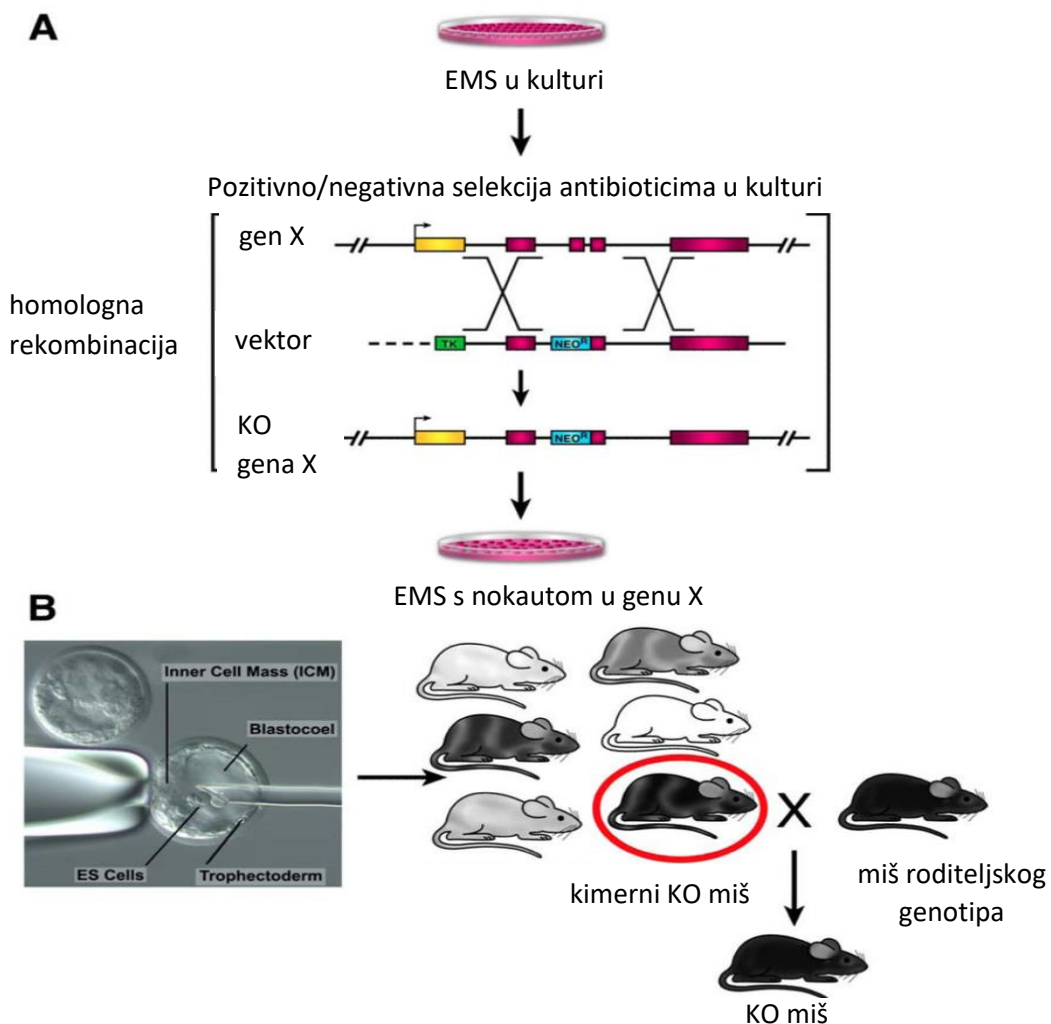 A
EMS u kulturi
Pozitivno/negativna selekcija antibioticima u kulturi
gen X
homologna
rekombinacija
vektor
TK
NEOR
KO
gena X
NEOR
EMS s nokautom u genu X
B
Inner Cell Mass (ICM)
Blastocoel
ES Cells
Trophectoderm
X
kimerni KO miš
miš roditeljskog
genotipa
KO miš